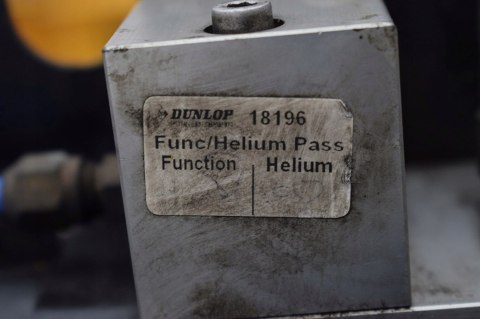 DUNLOP 18196
Func/Helium Pass
Function Helium